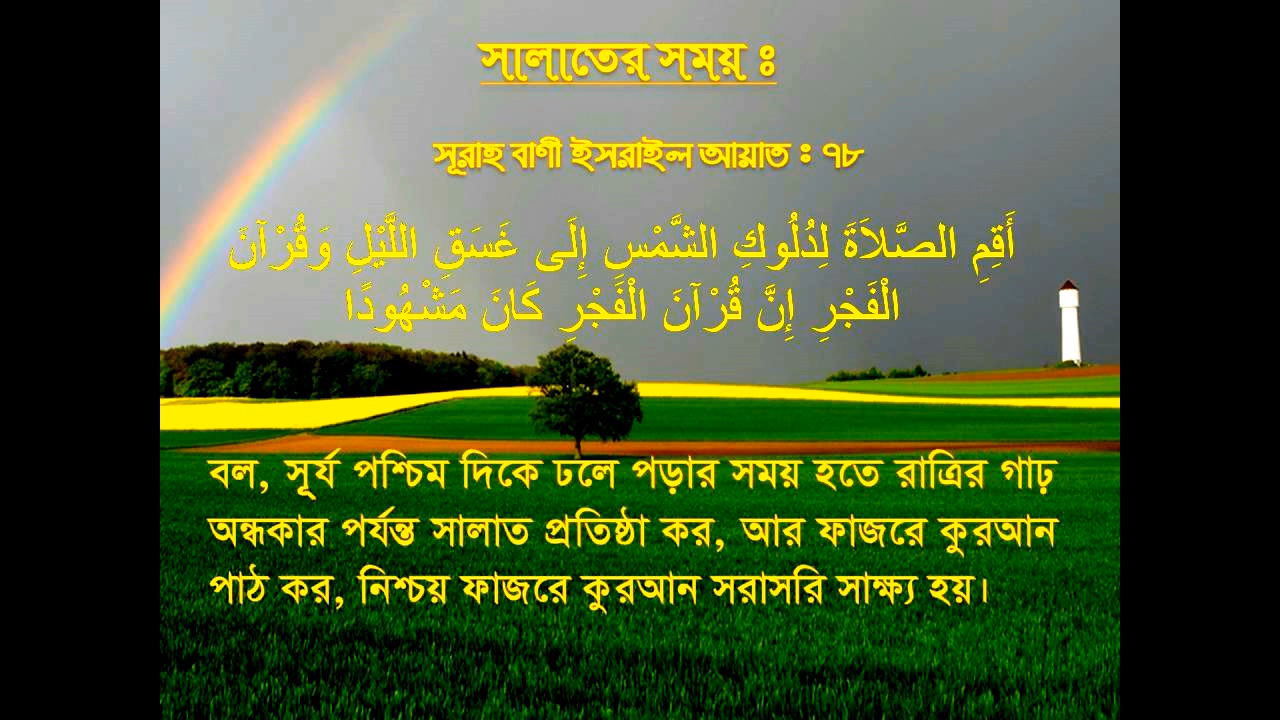 সালাতের সময় ঃ
সূরাহ বাণী ইসরাইল আয়াত : ৭৮
أَقِمِ الصَّلاَةَ لِدُلُوكِ الشَّمْسِ إِلَى غَسَقِ اللَّيْلِ وَقُرْآنَ
الْفَجْرِ إِنَّ قُرْآنَ الْفَجْرِ كَانَ مَشْهُودًا
বল, সূর্য পশ্চিম দিকে ঢলে পড়ার সময় হতে রাত্রির গাঢ়
অন্ধকার পর্যন্ত সালাত প্রতিষ্ঠা কর, আর ফাজরে কুরআন
পাঠ কর, নিশ্চয় ফাজরে কুরআন সরাসরি সাক্ষ্য হয়।